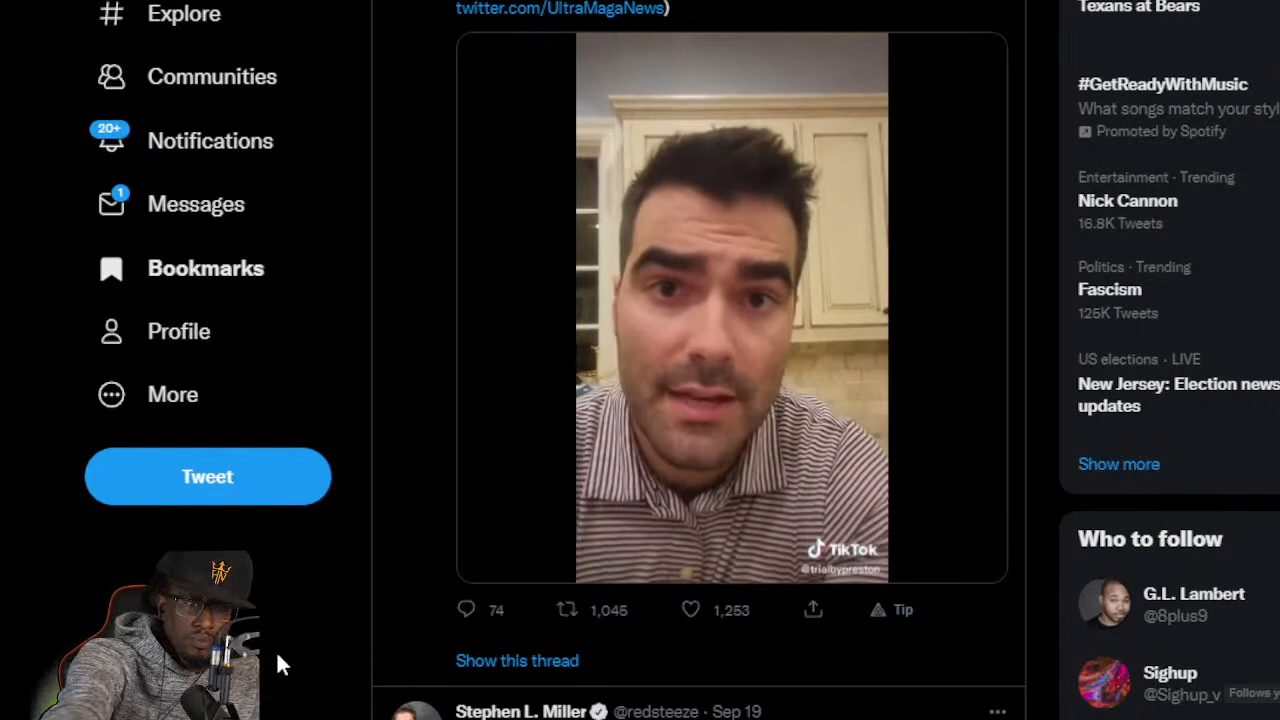 Explore
Communities
20+
Notifications
1
Messages
Bookmarks
Profile
More
Tweet
twitter.com/UltraMagaNews)
TikTok
@trialbypreston
74
1,045
1,253
Tip
Show this thread
Stephen L. Miller @redsteeze · Sep 19
Texans at Bears
#GetReadyWithMusic
What songs match your styl
Promoted by Spotify
Entertainment · Trending
Nick Cannon
16.8K Tweets
Politics · Trending
Fascism
125K Tweets
US elections · LIVE
New Jersey: Election news
updates
Show more
Who to follow
G.L. Lambert
@8plus9
Sighup
@Sighup_v Follows y